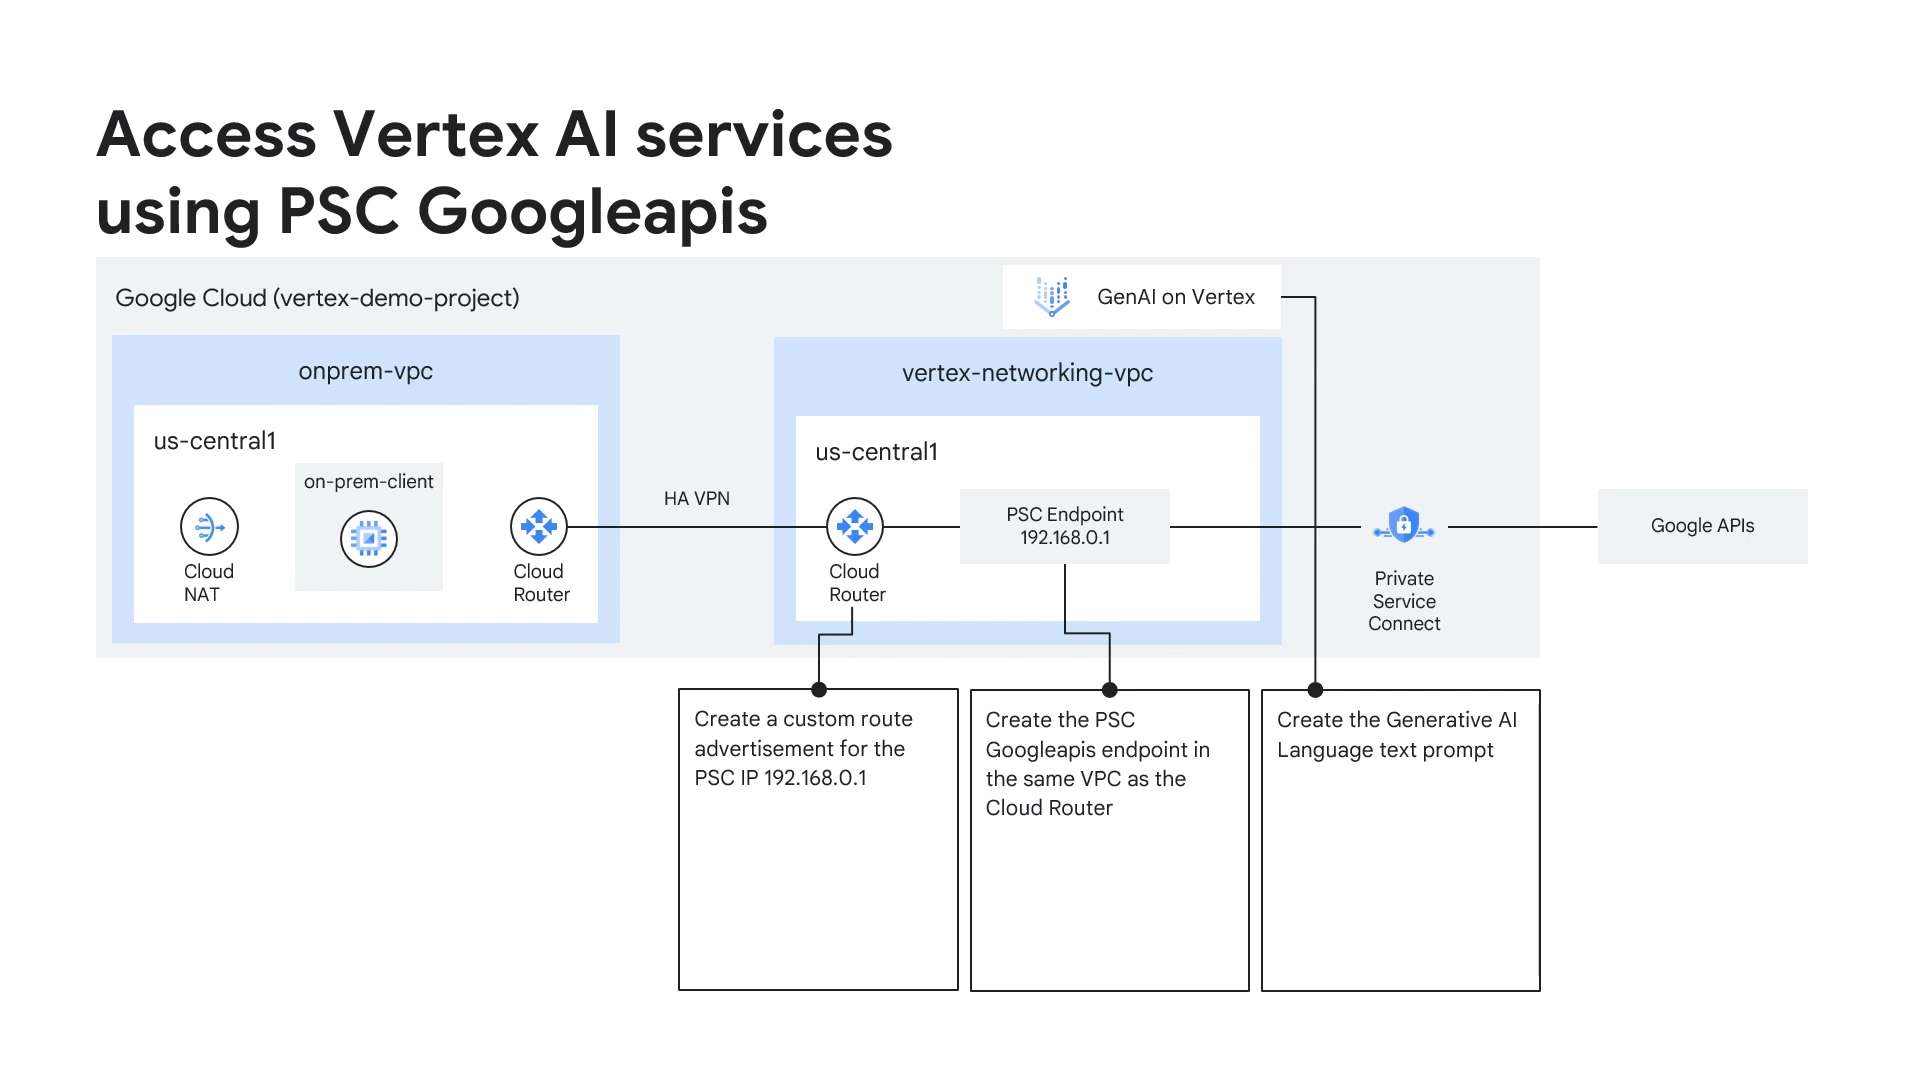 Access Vertex AI services
using PSC Googleapis
Google Cloud (vertex-demo-project)
GenAI on Vertex
onprem-vpc
us-central1
Cloud
NAT
on-prem-client
Cloud
Router
HA VPN
vertex-networking-vpc
us-central1
Cloud
Router
PSC Endpoint
192.168.0.1
Private
Service
Connect
Google APIs
Create a custom route
advertisement for the
PSC IP 192.168.0.1
Create the PSC
Googleapis endpoint in
the same VPC as the
Cloud Router
Create the Generative AI
Language text prompt